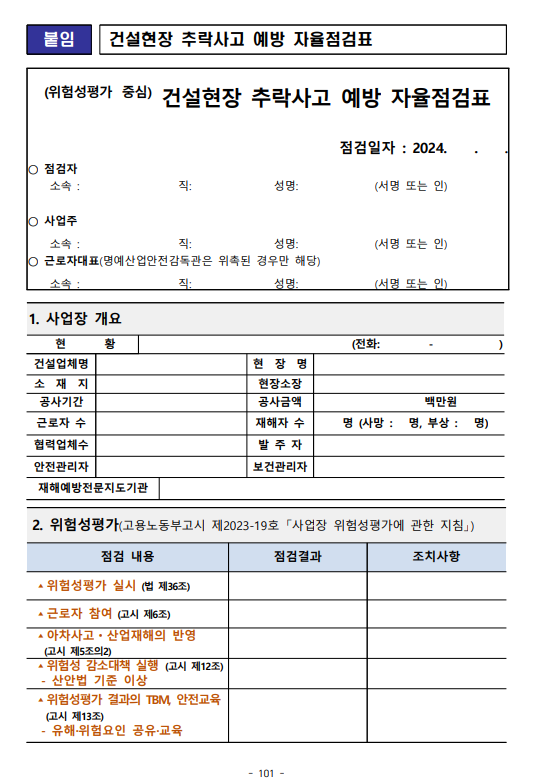 붙임 건설현장 추락사고 예방 자율점검표
(위험성평가 중심) 건설현장 추락사고 예방 자율점검표
점검일자 : 2024. . .
○ 점검자
소속 : 직: 성명: (서명 또는 인)
○ 사업주
소속 : 직: 성명: (서명 또는 인)
○ 근로자대표(명예산업안전감독관은 위촉된 경우만 해당)
소속 : 직: 성명: (서명 또는 인)
1. 사업장 개요
현 황 (전화: - )
건설업체명 현 장 명
소 재 지 현장소장
공사기간 공사금액 백만원
근로자 수 재해자 수 명 (사망 : 명, 부상 : 명)
협력업체수 발 주 자
안전관리자 보건관리자
재해예방전문지도기관
2. 위험성평가(고용노동부고시 제2023-19호「사업장 위험성평가에 관한 지침」)
점검 내용 점검결과 조치사항
▲ 위험성평가 실시 (법 제36조)
▲ 근로자 참여 (고시 제6조)
▲ 아차사고・산업재해의 반영
(고시 제5조의2)
▲ 위험성 감소대책 실행 (고시 제12조)
- 산안법 기준 이상
▲ 위험성평가 결과의 TBM, 안전교육
(고시 제13조)
- 유해·위험요인 공유·교육
- 101 -